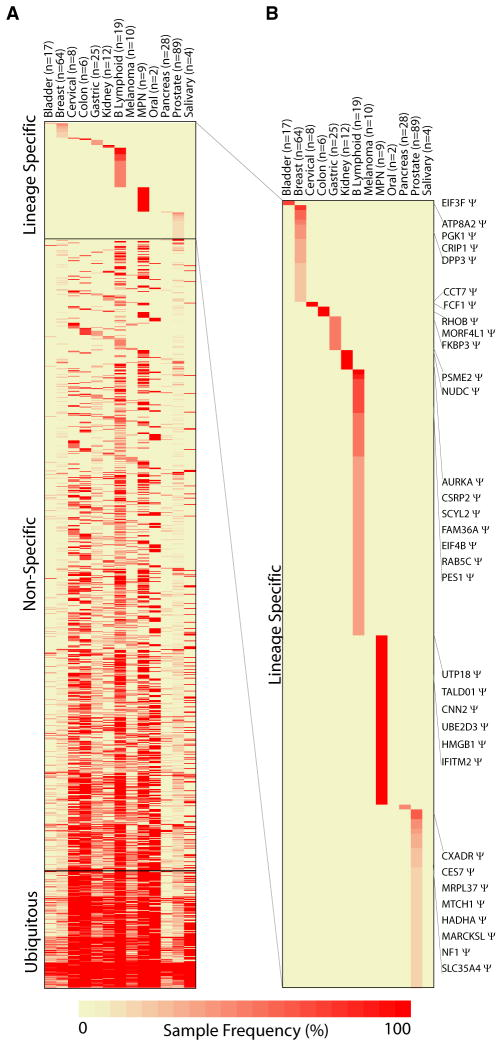 A
B
Bladder (n=17)
Breast (n=64)
Cervical (n=8)
Colon (n=6)
Gastric (n=25)
Kidney (n=12)
B Lymphoid (n=19)
Melanoma (n=10)
MPN (n=9)
Oral (n=2)
Pancreas (n=28)
Prostate (n=89)
Salivary (n=4)
Lineage Specific
Non-Specific
Ubiquitous
Bladder (n=17)
Breast (n=64)
Cervical (n=8)
Colon (n=6)
Gastric (n=25)
Kidney (n=12)
B Lymphoid (n=19)
Melanoma (n=10)
MPN (n=9)
Oral (n=2)
Pancreas (n=28)
Prostate (n=89)
Salivary (n=4)
Lineage Specific
EIF3F Ψ
ATP8A2 Ψ
PGK1 Ψ
CRIP1 Ψ
DPP3 Ψ
CCT7 Ψ
FCF1 Ψ
RHOB Ψ
MORF4L1 Ψ
FKBP3 Ψ
PSME2 Ψ
NUDC Ψ
AURKA Ψ
CSRP2 Ψ
SCYL2 Ψ
FAM36A Ψ
EIF4B Ψ
RAB5C Ψ
PES1 Ψ
UTP18 Ψ
TALD01 Ψ
CNN2 Ψ
UBE2D3 Ψ
HMGB1 Ψ
IFITM2 Ψ
CXADR Ψ
CES7 Ψ
MRPL37 Ψ
MTCH1 Ψ
HADHA Ψ
MARCKSL Ψ
NF1 Ψ
SLC35A4 Ψ
0 Sample Frequency (%) 100